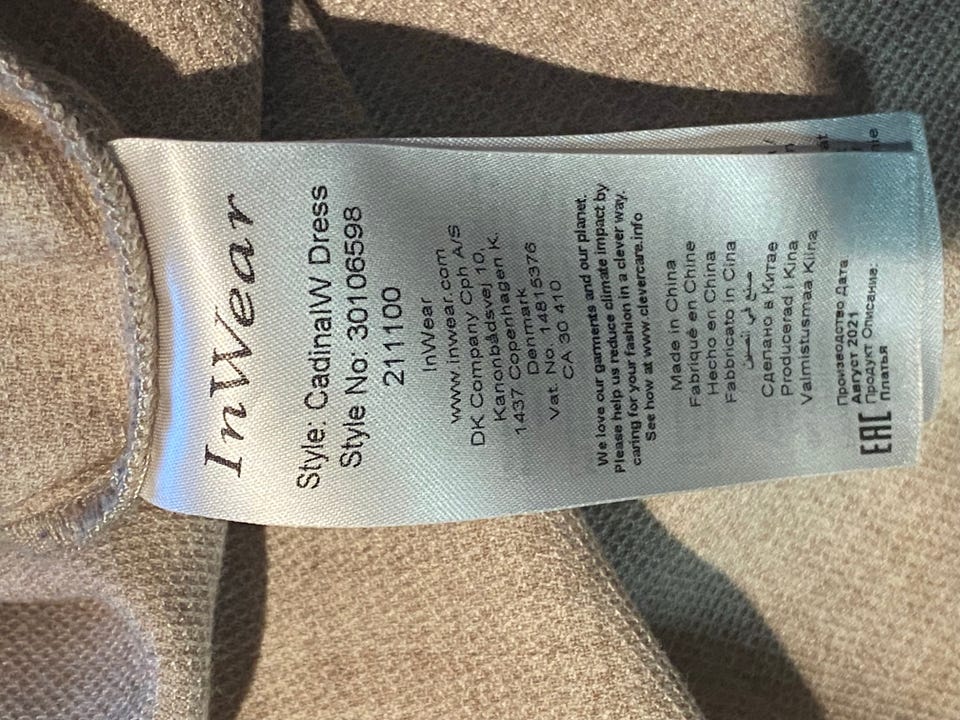 InWear
Style: CadinalW Dress
Style No: 30106598
2111100
InWear
www.inwear.com
DK Company Cph A/S
Kanonbådsvej 10,
1437 Copenhagen K.
Denmark
Vat. No 14815376
CA 30 410
We love our garments and our planet.
Please help us reduce climate impact by
caring for your fashion in a clever way.
See how at www.clevercare.info
Made in China
Fabriqué en Chine
Hecho en China
Fabbricato in Cina
صنع في الصين
Сделано в Китае
Producerad i Kina
Valmistusmaa Kiina
Производство Дата
Август 2021
Продукт Описание:
Платья
EAC